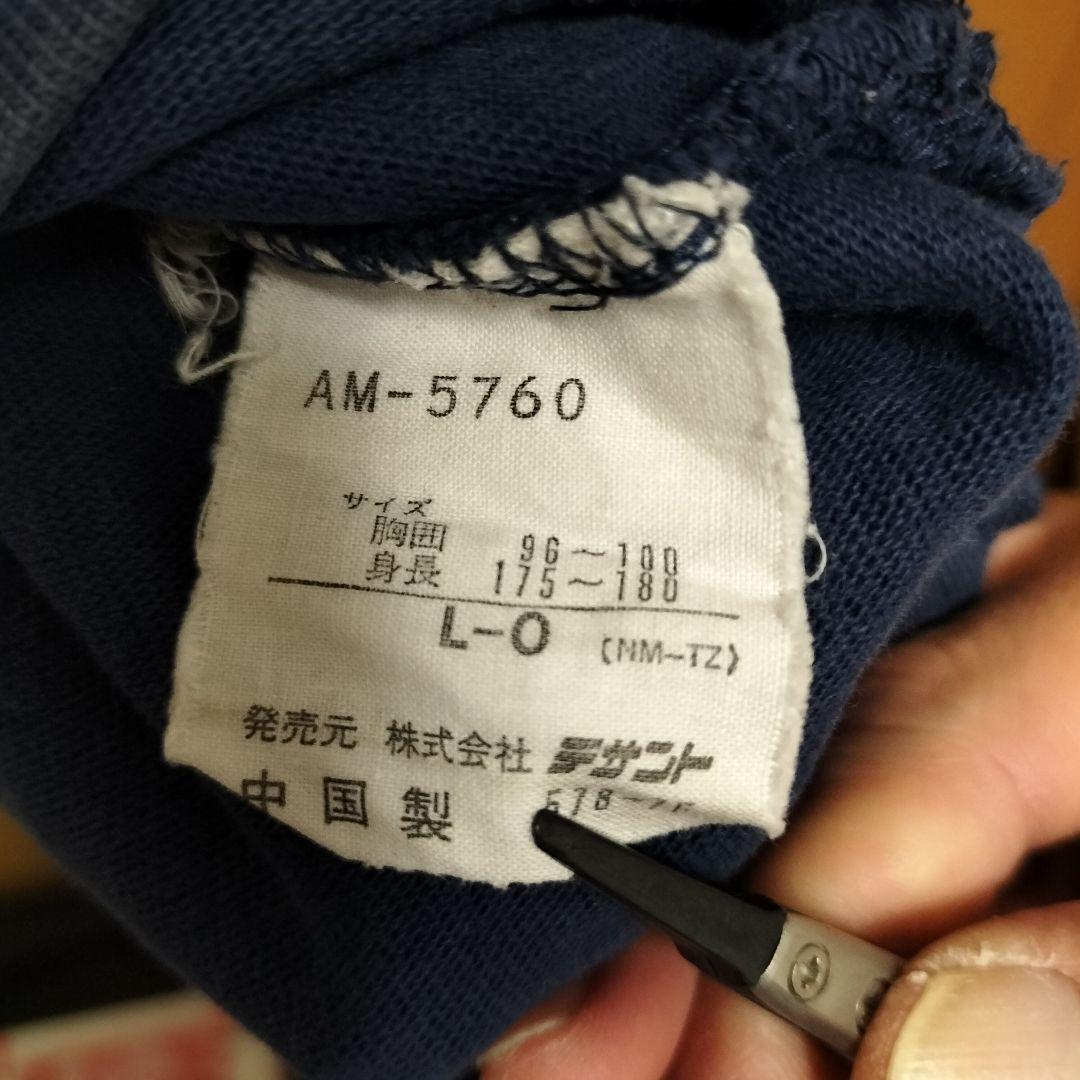 AM-5760
サイズ
胸囲 96~100
身長 175~180
L-O (NM-TZ)
発売元 株式会社 デサント
中国製